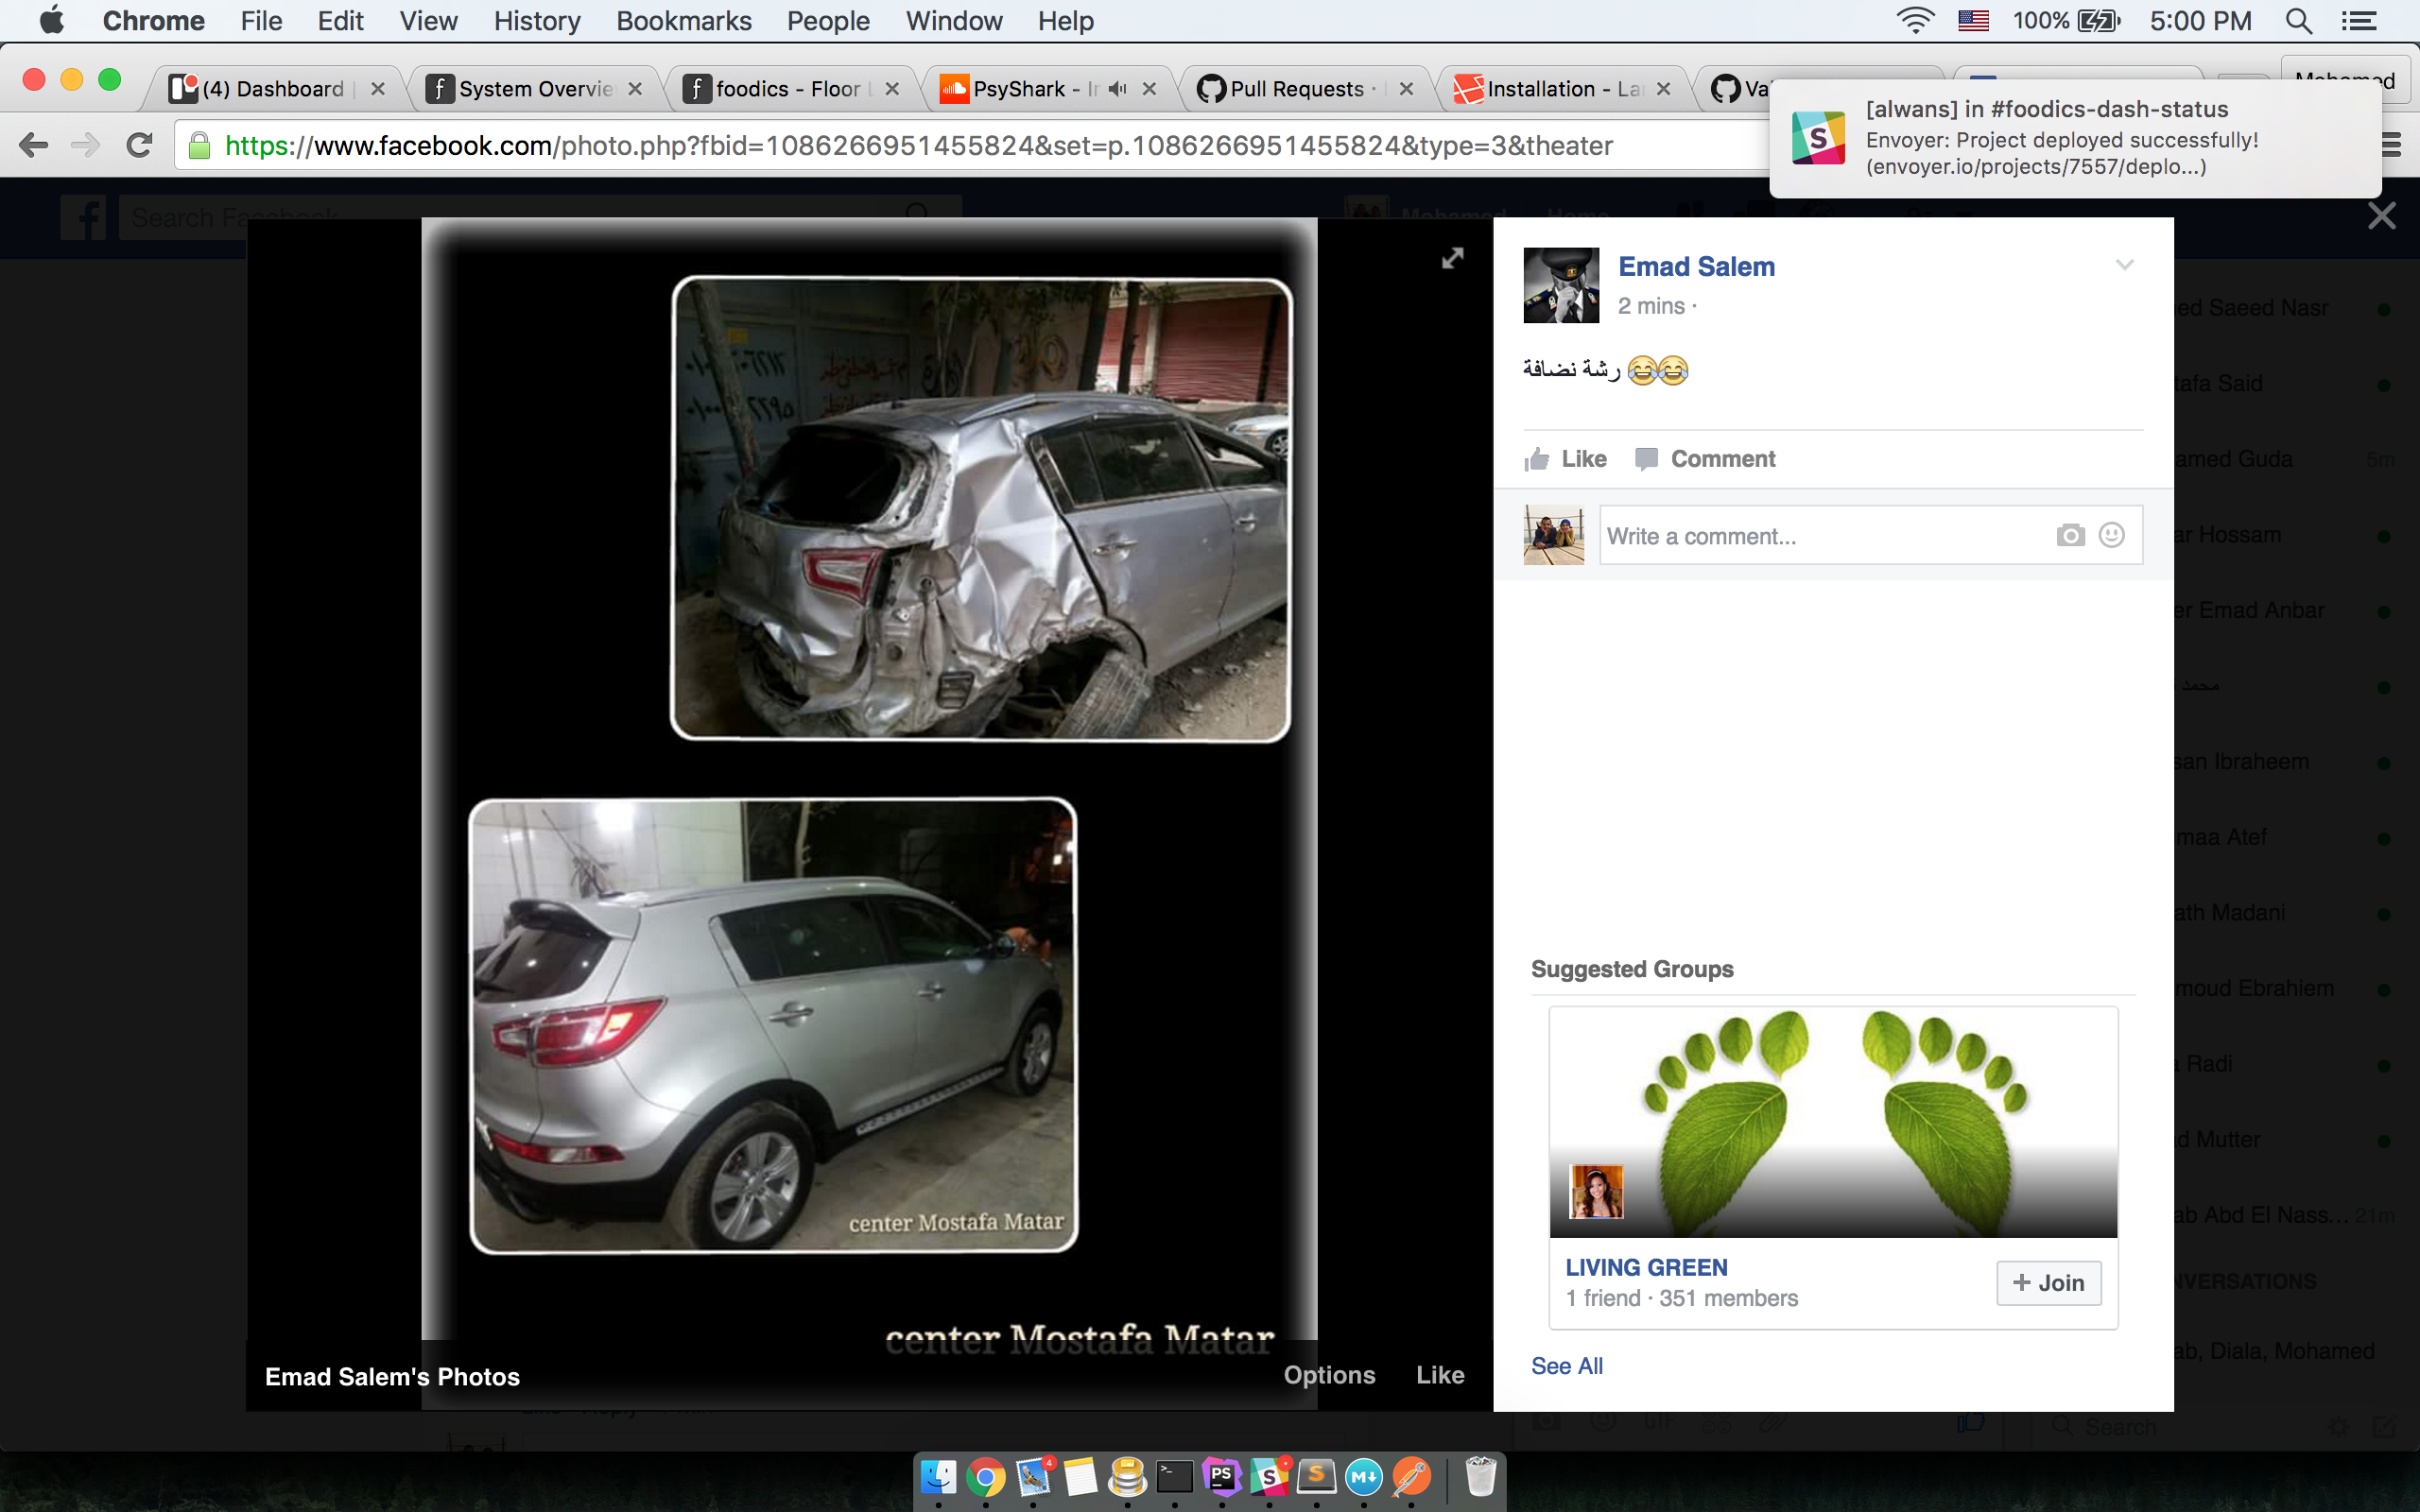 Chrome File Edit View History Bookmarks People Window Help 100% 5:00 PM
(4) Dashboard
System Overvie
foodics - Floor
PsyShark - In
Pull Requests ·
Installation - La
Mohamed
https://www.facebook.com/photo.php?fbid=1086266951455824&set=p.1086266951455824&type=3&theater
[alwans] in #foodics-dash-status
Envoyer: Project deployed successfully!
(envoyer.io/projects/7557/deplo...)
Search Facebook
Mohamed Home
Emad Salem
2 mins ·
رشة نضافة 😂😂
Like Comment
Write a comment...
center Mostafa Matar
center Mostafa Matar
Emad Salem's Photos
Options Like
Suggested Groups
LIVING GREEN
1 friend · 351 members
+ Join
See All
ed Saeed Nasr
tafa Said
amed Guda 5m
ar Hossam
er Emad Anbar
محمد
san Ibraheem
maa Atef
ath Madani
moud Ebrahiem
Radi
d Mutter
ab Abd El Nass... 21m
NVERSATIONS
ab, Diala, Mohamed
Search